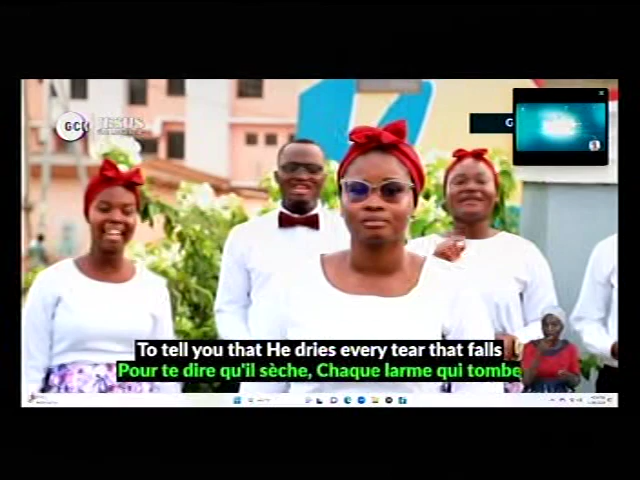 GCK
JESUS
G
To tell you that He dries every tear that falls
Pour te dire qu'il sèche, Chaque larme qui tombe